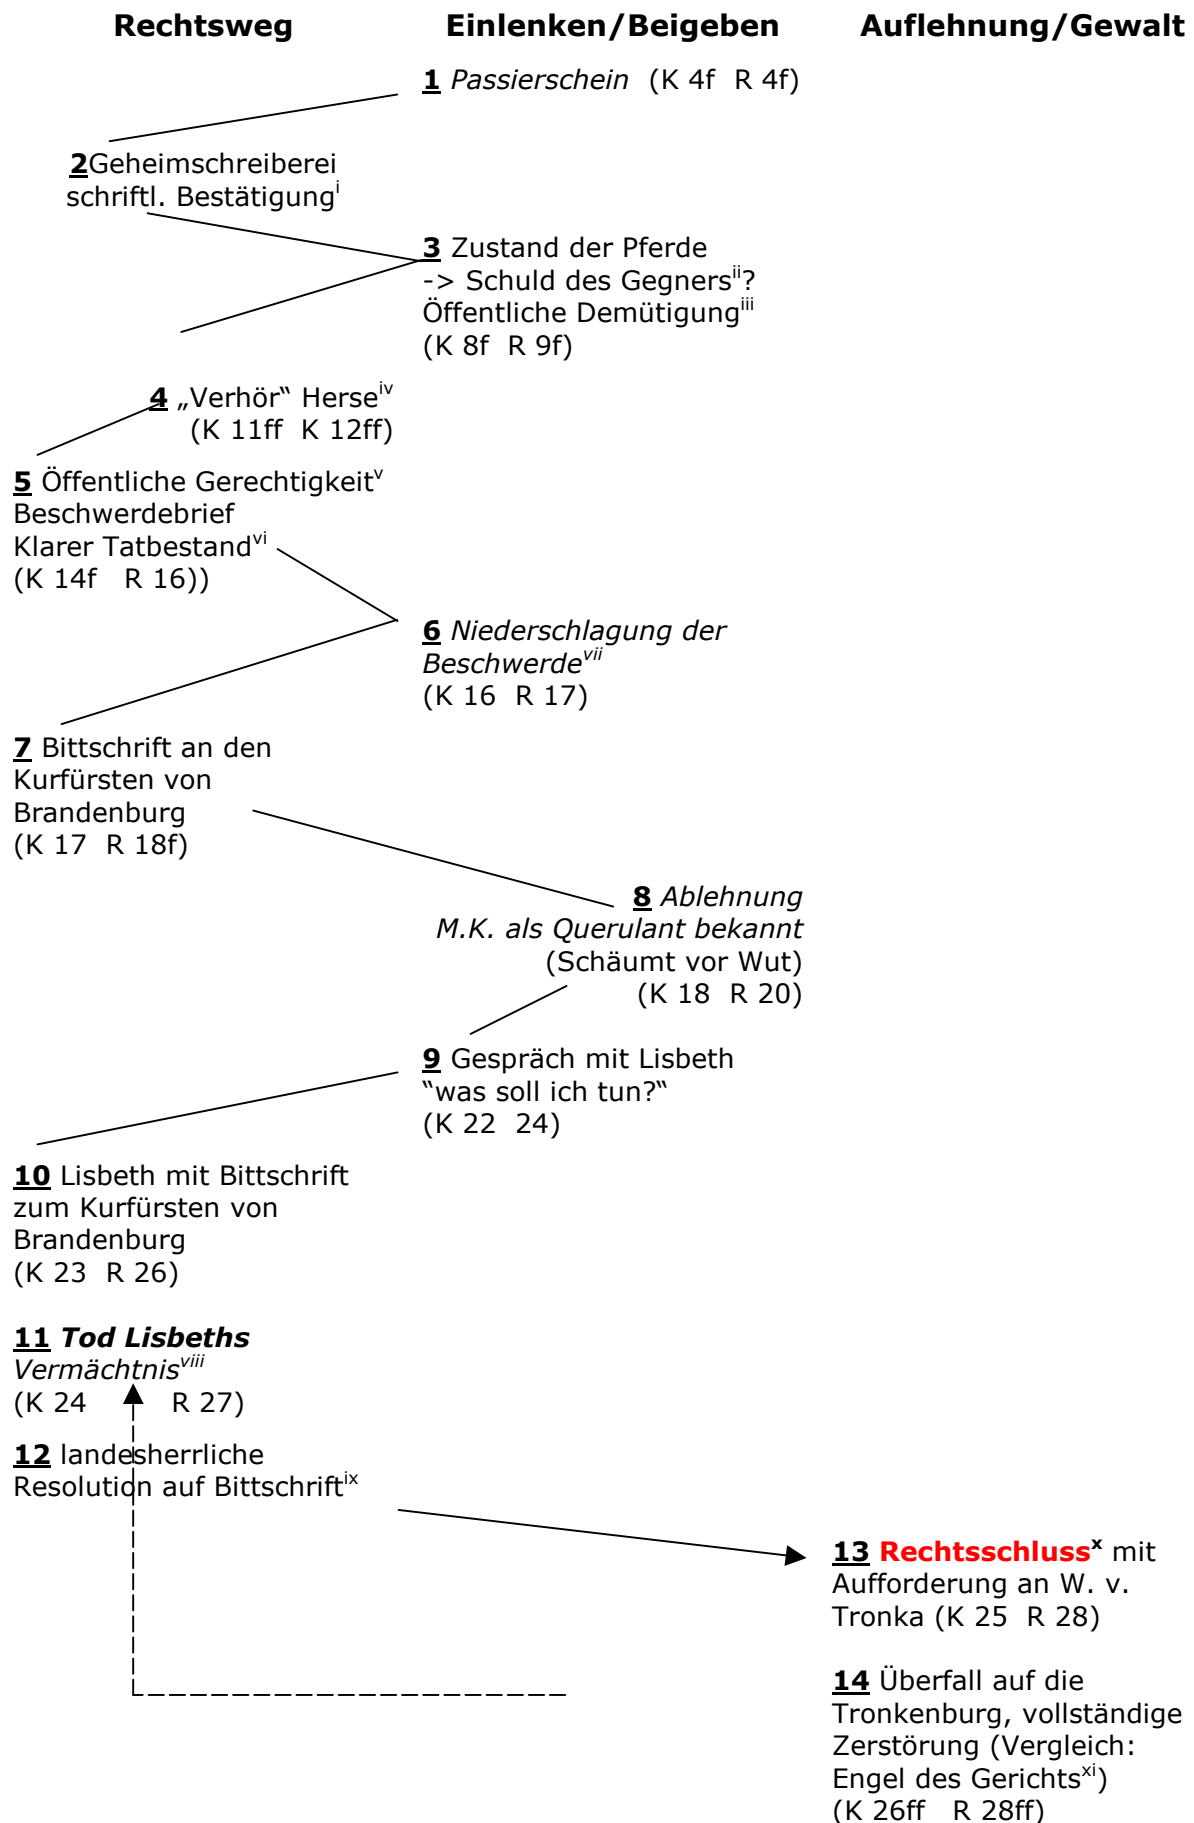 Rechtsweg Einlenken/Beigeben Auflehnung/Gewalt
1 Passierschein (K 4f R 4f)
2Geheimschreiberei
schriftl. Bestätigungⁱ
3 Zustand der Pferde
-> Schuld des Gegnersⁱⁱ?
Öffentliche Demütigungⁱⁱⁱ
(K 8f R 9f)
4 „Verhör“ Herseⁱᵛ
(K 11ff K 12ff)
5 Öffentliche Gerechtigkeitᵛ
Beschwerdebrief
Klarer Tatbestandᵛⁱ
(K 14f R 16))
6 Niederschlagung der
Beschwerdeᵛⁱⁱ
(K 16 R 17)
7 Bittschrift an den
Kurfürsten von
Brandenburg
(K 17 R 18f)
8 Ablehnung
M.K. als Querulant bekannt
(Schäumt vor Wut)
(K 18 R 20)
9 Gespräch mit Lisbeth
“was soll ich tun?“
(K 22 24)
10 Lisbeth mit Bittschrift
zum Kurfürsten von
Brandenburg
(K 23 R 26)
11 Tod Lisbeths
Vermächtnisᵛⁱⁱⁱ
(K 24 R 27)
12 landesherrliche
Resolution auf Bittschriftⁱˣ
13 Rechtsschlussˣ mit
Aufforderung an W. v.
Tronka (K 25 R 28)
14 Überfall auf die
Tronkenburg, vollständige
Zerstörung (Vergleich:
Engel des Gerichtsˣⁱ)
(K 26ff R 28ff)